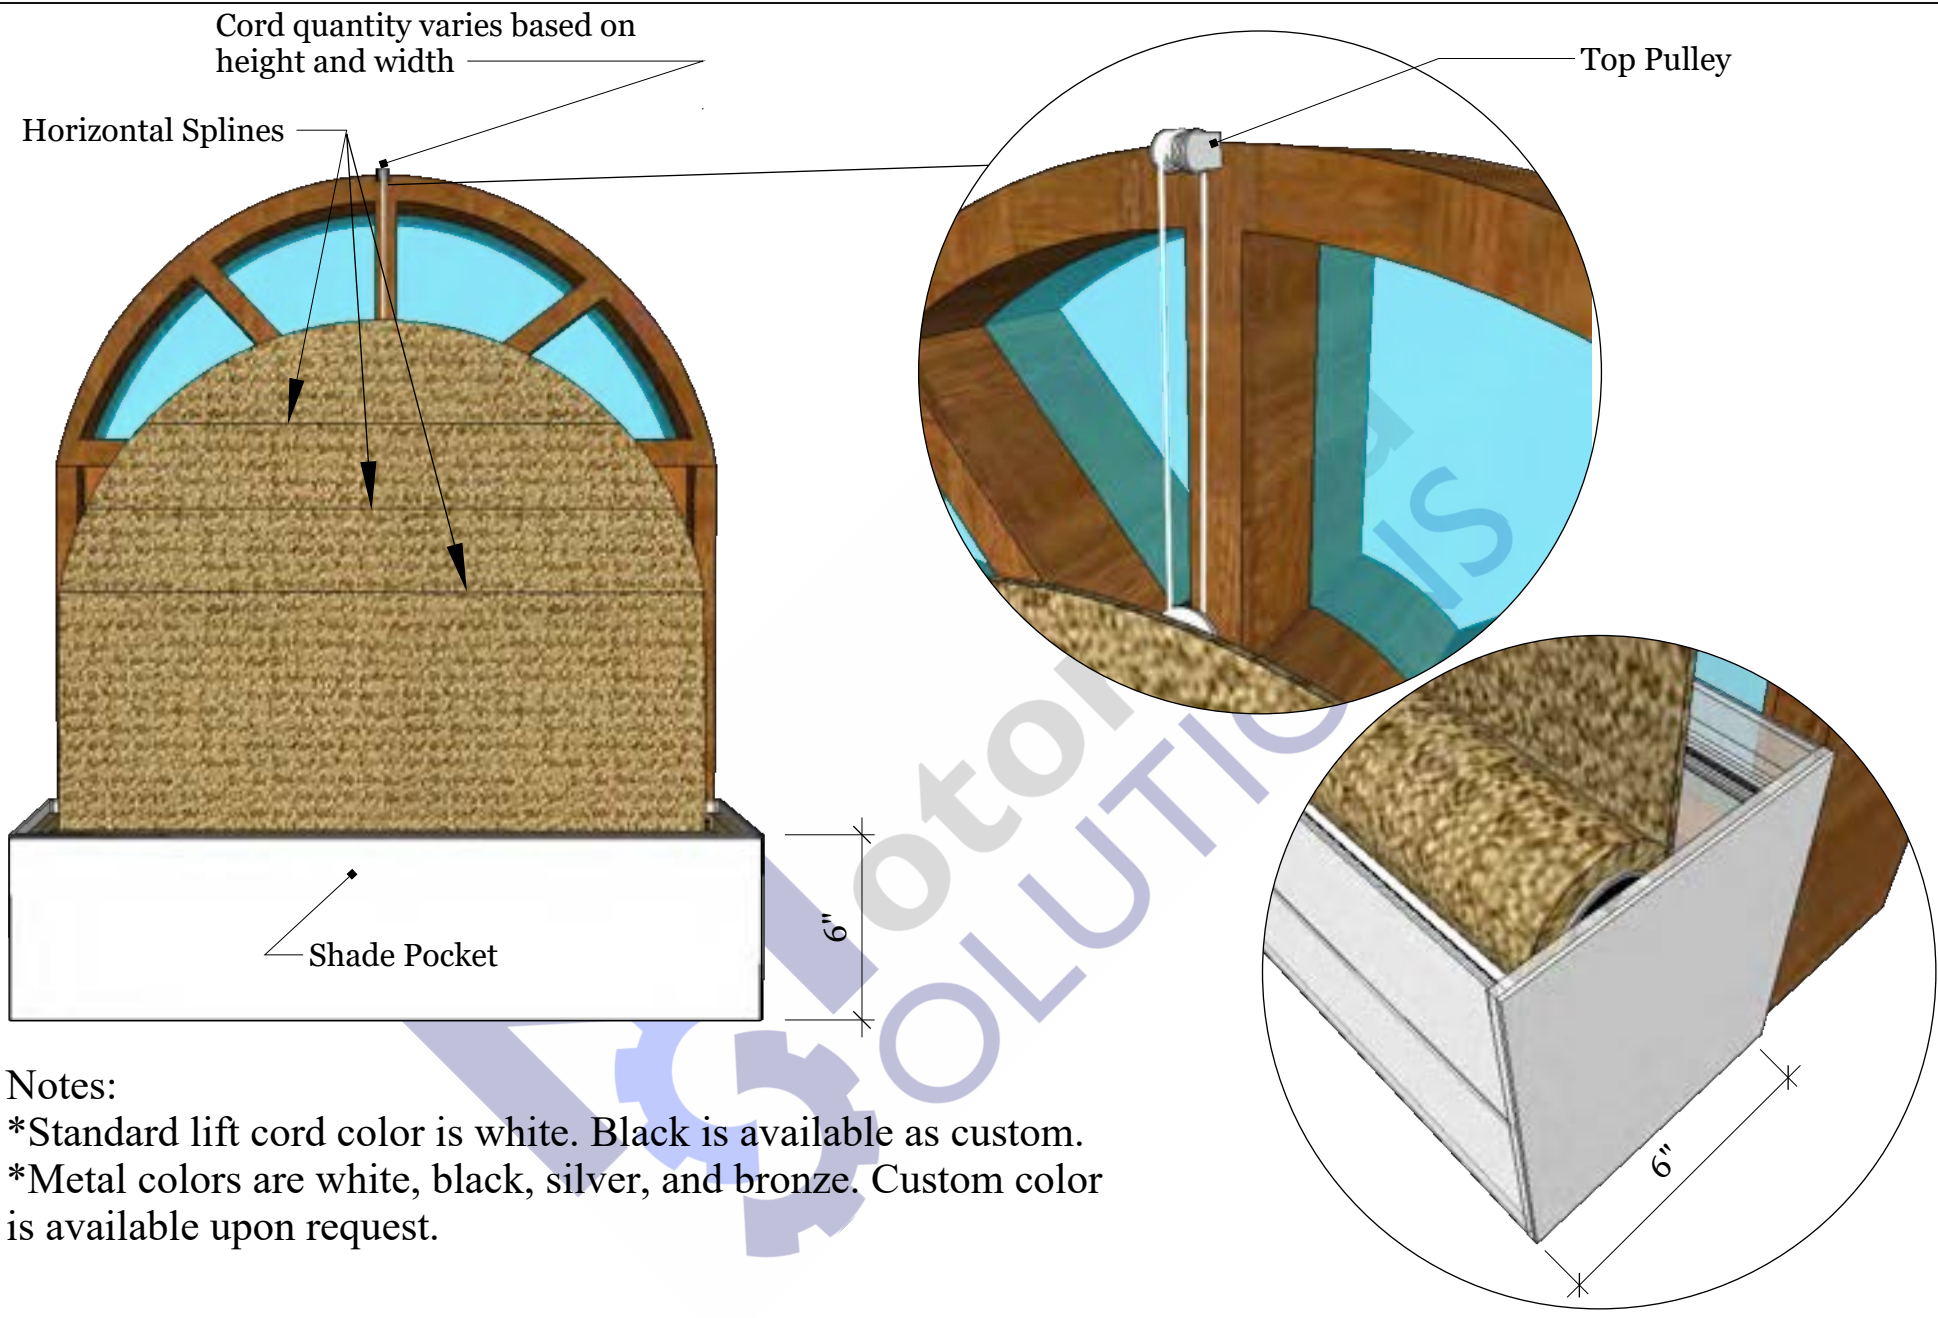 Cord quantity varies based on
height and width
Top Pulley
Horizontal Splines
6"
Shade Pocket
6"
Notes:
*Standard lift cord color is white. Black is available as custom.
*Metal colors are white, black, silver, and bronze. Custom color
is available upon request.
SOLUTIONS